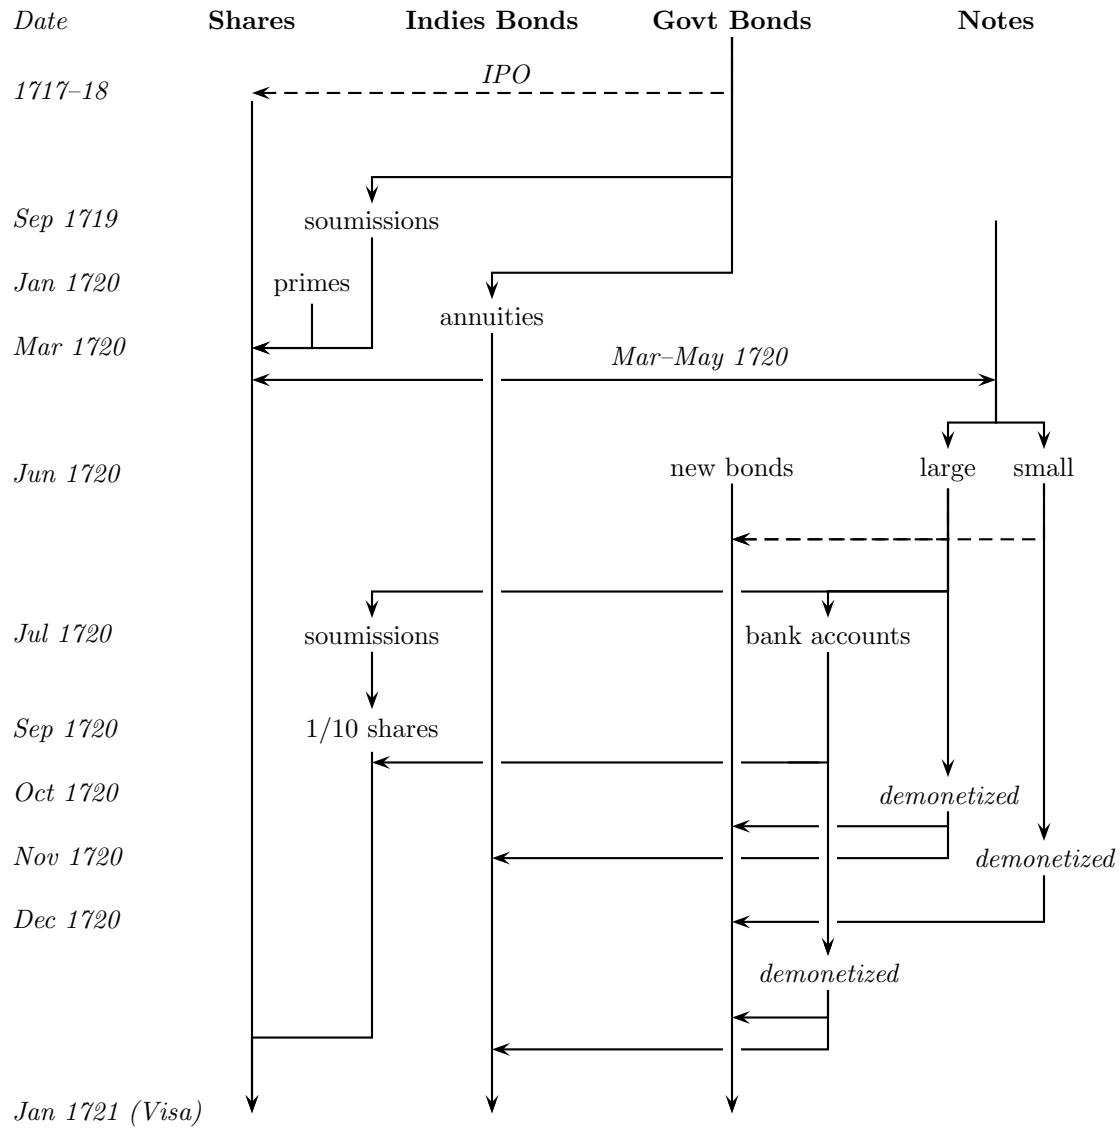 Date Shares Indies Bonds Govt Bonds Notes
IPO
1717–18
Sep 1719 soumissions
Jan 1720 primes
annuities
Mar 1720
Mar–May 1720
Jun 1720 new bonds large small
Jul 1720 soumissions bank accounts
Sep 1720 1/10 shares
Oct 1720 demonetized
Nov 1720 demonetized
Dec 1720
demonetized
Jan 1721 (Visa)